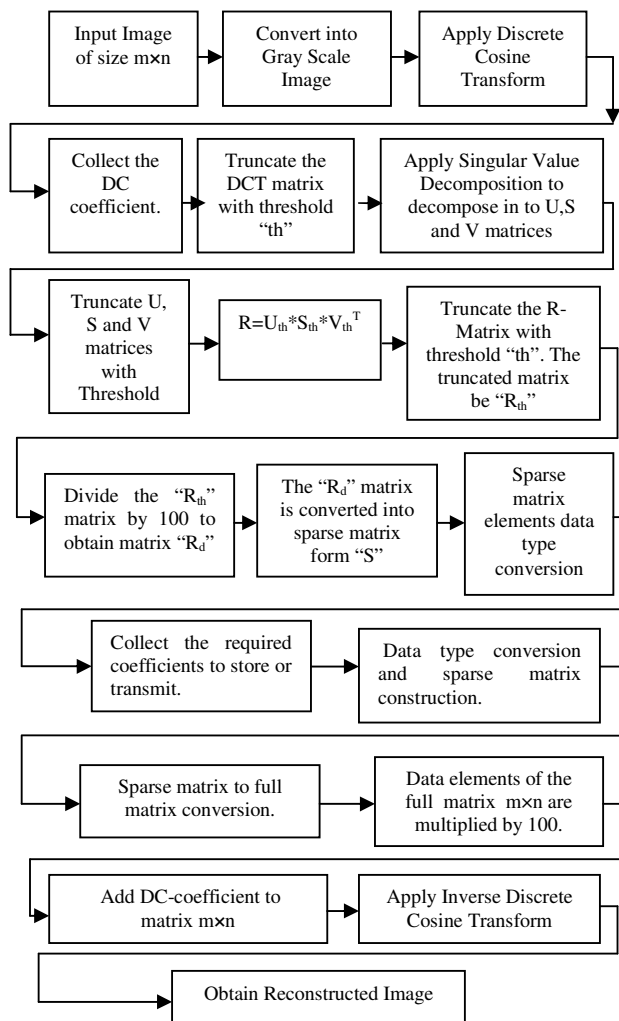 Input Image
of size m×n
Convert into
Gray Scale
Image
Apply Discrete
Cosine
Transform
Collect the
DC
coefficient.
Truncate the
DCT matrix
with threshold
“th”
Apply Singular Value
Decomposition to
decompose in to U,S
and V matrices
Truncate U,
S and V
matrices
with
Threshold
R=Uth*Sth*VthT
Truncate the R-
Matrix with
threshold “th”. The
truncated matrix
be “Rth”
Divide the “Rth”
matrix by 100 to
obtain matrix “Rd”
The “Rd” matrix
is converted into
sparse matrix
form “S”
Sparse
matrix
elements data
type
conversion
Collect the required
coefficients to store or
transmit.
Data type conversion
and sparse matrix
construction.
Sparse matrix to full
matrix conversion.
Data elements of the
full matrix m×n are
multiplied by 100.
Add DC-coefficient to
matrix m×n
Apply Inverse Discrete
Cosine Transform
Obtain Reconstructed Image